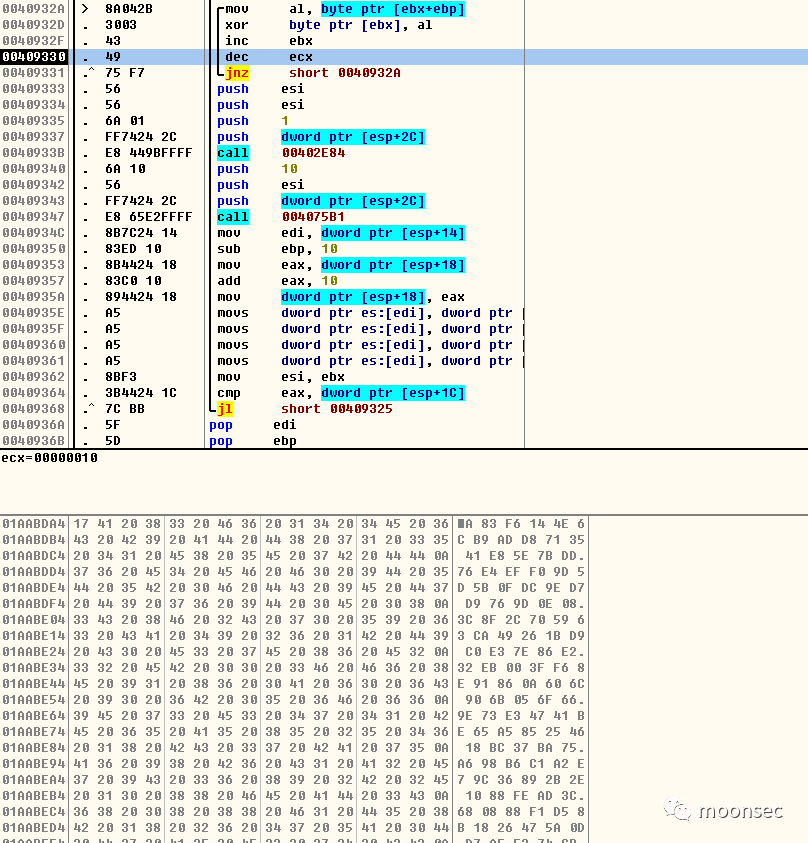 0040932A > 8A042B mov al, byte ptr [ebx+ebp]
0040932D . 3003 xor byte ptr [ebx], al
0040932F . 43 inc ebx
00409330 . 49 dec ecx
00409331 .^ 75 F7 jnz short 0040932A
00409333 . 56 push esi
00409334 . 56 push esi
00409335 . 6A 01 push 1
00409337 . FF7424 2C push dword ptr [esp+2C]
0040933B . E8 449BFFFF call 00402E84
00409340 . 6A 10 push 10
00409342 . 56 push esi
00409343 . FF7424 2C push dword ptr [esp+2C]
00409347 . E8 65E2FFFF call 004075B1
0040934C . 8B7C24 14 mov edi, dword ptr [esp+14]
00409350 . 83ED 10 sub ebp, 10
00409353 . 8B4424 18 mov eax, dword ptr [esp+18]
00409357 . 83C0 10 add eax, 10
0040935A . 894424 18 mov dword ptr [esp+18], eax
0040935E . A5 movs dword ptr es:[edi], dword ptr [
0040935F . A5 movs dword ptr es:[edi], dword ptr [
00409360 . A5 movs dword ptr es:[edi], dword ptr [
00409361 . A5 movs dword ptr es:[edi], dword ptr [
00409362 . 8BF3 mov esi, ebx
00409364 . 3B4424 1C cmp eax, dword ptr [esp+1C]
00409368 .^ 7C BB jl short 00409325
0040936A . 5F pop edi
0040936B . 5D pop ebp
ecx=00000010
01AABDA4 17 41 20 38 33 20 46 36 20 31 34 20 34 45 20 36 A 83 F6 14 4E 6
01AABDB4 43 20 42 39 20 41 44 20 44 38 20 37 31 20 33 35 C B9 AD D8 71 35
01AABDC4 20 34 31 20 45 38 20 35 45 20 37 42 20 44 44 0A 41 E8 5E 7B DD.
01AABDD4 37 36 20 45 34 20 45 46 20 46 30 20 39 44 20 35 76 E4 EF F0 9D 5
01AABDE4 44 20 35 42 20 30 46 20 44 43 20 39 45 20 44 37 D 5B 0F DC 9E D7
01AABDF4 20 44 39 20 37 36 20 39 44 20 30 45 20 30 38 0A D9 76 9D 0E 08.
01AABE04 33 43 20 38 46 20 32 43 20 37 30 20 35 39 20 36 3C 8F 2C 70 59 6
01AABE14 33 20 43 41 20 34 39 20 32 36 20 31 42 20 44 39 3 CA 49 26 1B D9
01AABE24 20 43 30 20 45 33 20 37 45 20 38 36 20 45 32 0A C0 E3 7E 86 E2.
01AABE34 33 32 20 45 42 20 30 30 20 33 46 20 46 36 20 38 32 EB 00 3F F6 8
01AABE44 45 20 39 31 20 38 36 20 30 41 20 36 30 20 36 43 E 91 86 0A 60 6C
01AABE54 20 39 30 20 36 42 20 30 35 20 36 46 20 36 36 0A 90 6B 05 6F 66.
01AABE64 39 45 20 37 33 20 45 33 20 34 37 20 34 31 20 42 9E 73 E3 47 41 B
01AABE74 45 20 36 35 20 41 35 20 38 35 20 32 35 20 34 36 E 65 A5 85 25 46
01AABE84 20 31 38 20 42 43 20 33 37 20 42 41 20 37 35 0A 18 BC 37 BA 75.
01AABE94 41 36 20 39 38 20 42 36 20 43 31 20 41 32 20 45 A6 98 B6 C1 A2 E
01AABEA4 37 20 39 43 20 33 36 20 38 39 20 32 42 20 32 45 7 9C 36 89 2B 2E
01AABEB4 20 31 30 20 38 38 20 46 45 20 41 44 20 33 43 0A 10 88 FE AD 3C.
01AABEC4 36 38 20 30 38 20 38 38 20 46 31 20 44 35 20 38 68 08 88 F1 D5 8
01AABED4 42 20 31 38 20 32 36 20 34 37 20 35 41 20 30 44 B 18 26 47 5A 0D
moonsec